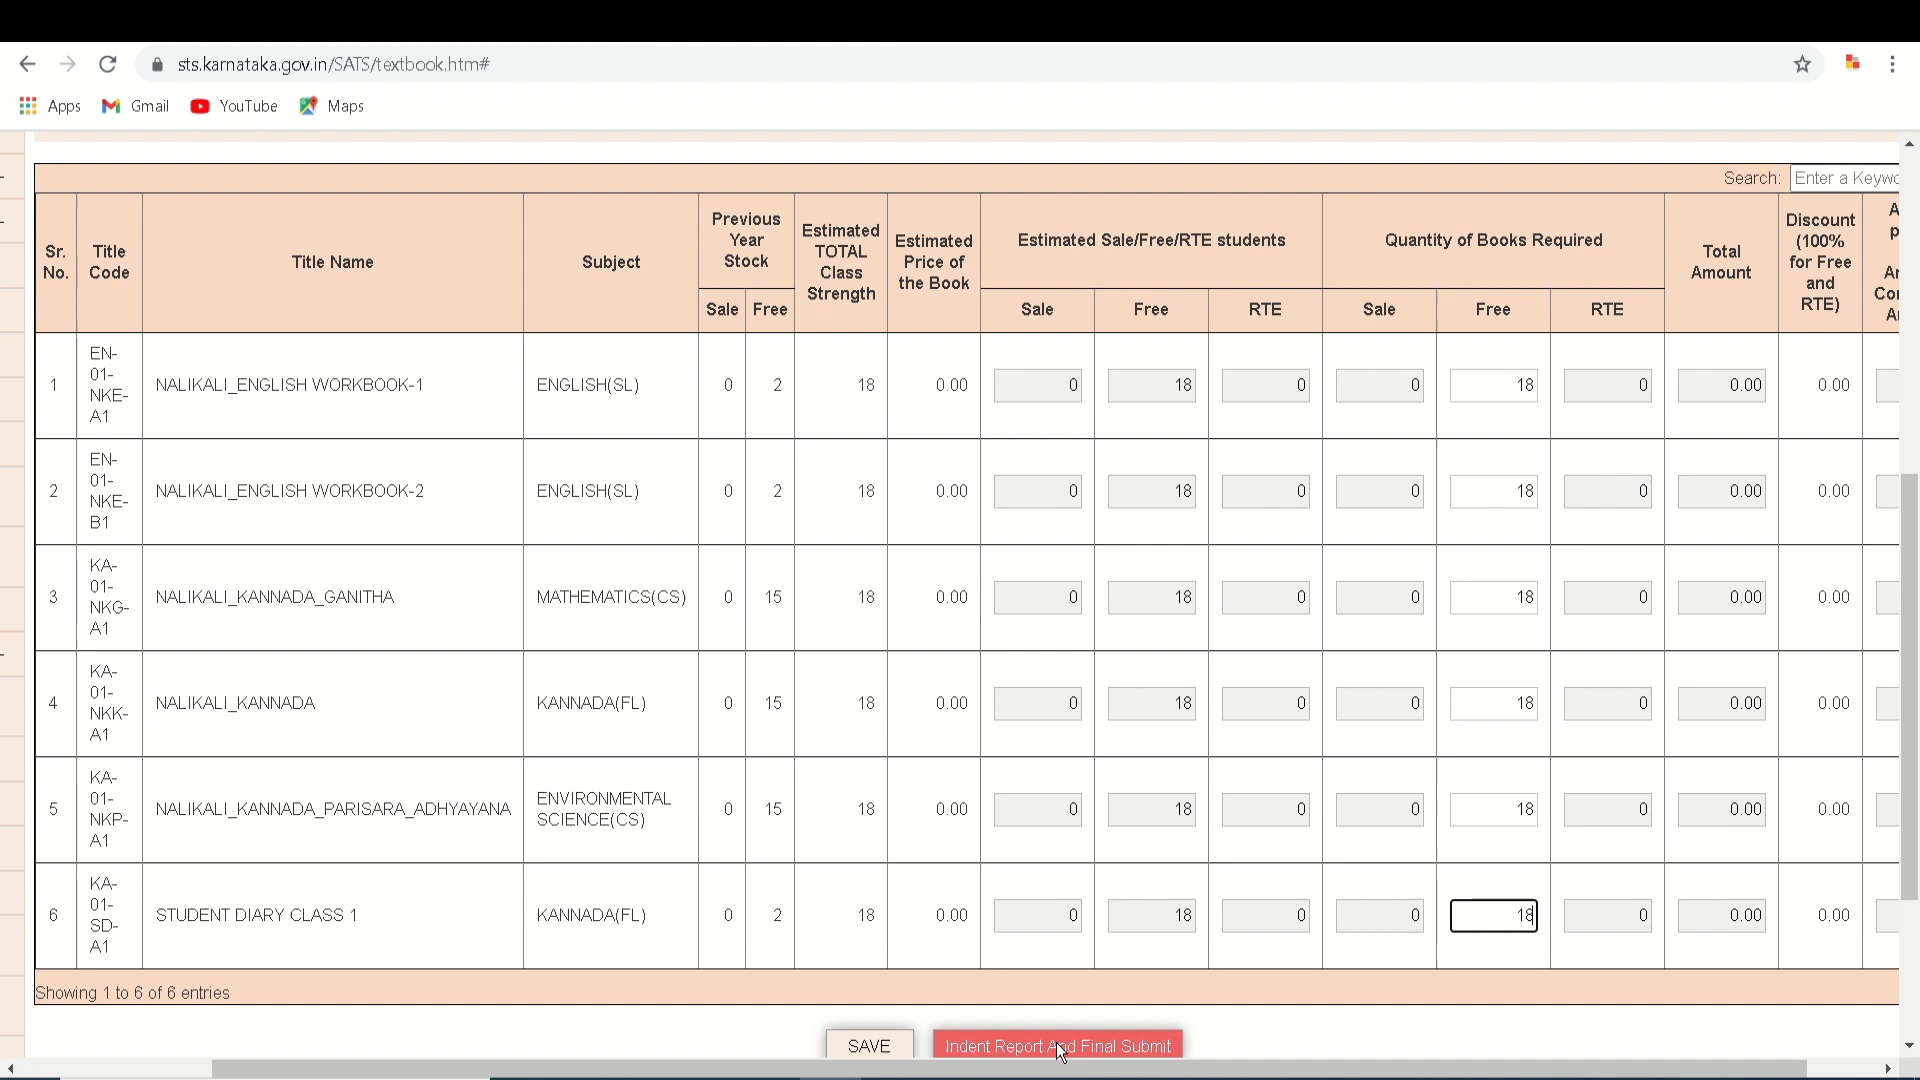 sts.karnataka.gov.in/SATS/textbook.htm#
Apps Gmail YouTube Maps
Search: Enter a Keywo
Sr. No. Title Code Title Name Subject Previous Year Stock Estimated TOTAL Class Strength Estimated Price of the Book Estimated Sale/Free/RTE students Quantity of Books Required Total Amount Discount (100% for Free and RTE)
Sale Free Sale Free RTE Sale Free RTE
1 EN-01-NKE-A1 NALIKALI_ENGLISH WORKBOOK-1 ENGLISH(SL) 0 2 18 0.00 0 18 0 0 18 0 0.00 0.00
2 EN-01-NKE-B1 NALIKALI_ENGLISH WORKBOOK-2 ENGLISH(SL) 0 2 18 0.00 0 18 0 0 18 0 0.00 0.00
3 KA-01-NKG-A1 NALIKALI_KANNADA_GANITHA MATHEMATICS(CS) 0 15 18 0.00 0 18 0 0 18 0 0.00 0.00
4 KA-01-NKK-A1 NALIKALI_KANNADA KANNADA(FL) 0 15 18 0.00 0 18 0 0 18 0 0.00 0.00
5 KA-01-NKP-A1 NALIKALI_KANNADA_PARISARA_ADHYAYANA ENVIRONMENTAL SCIENCE(CS) 0 15 18 0.00 0 18 0 0 18 0 0.00 0.00
6 KA-01-SD-A1 STUDENT DIARY CLASS 1 KANNADA(FL) 0 2 18 0.00 0 18 0 0 18 0 0.00 0.00
Showing 1 to 6 of 6 entries
SAVE Indent Report And Final Submit